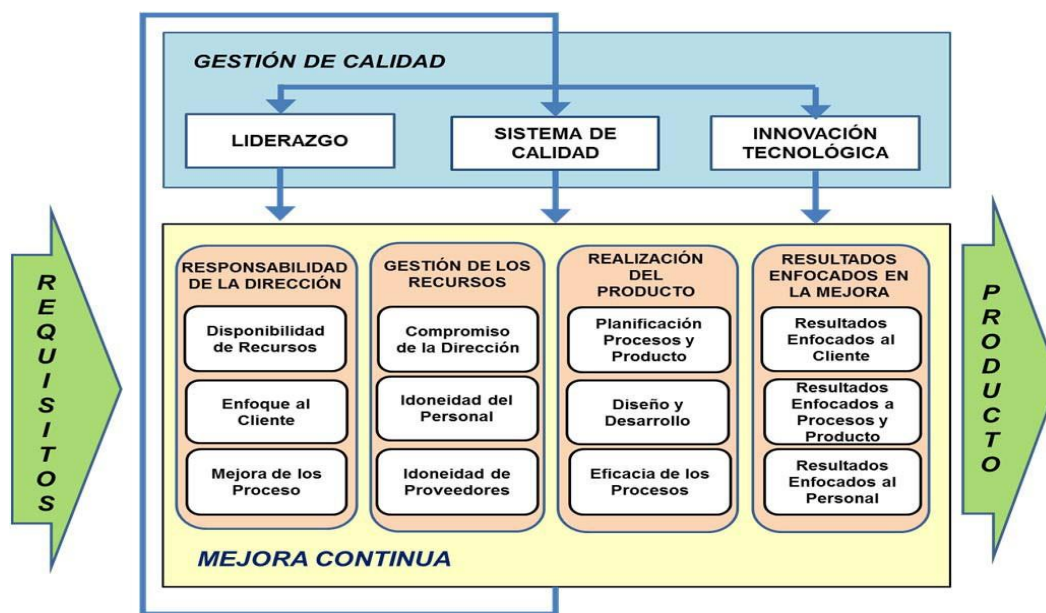 GESTIÓN DE CALIDAD
LIDERAZGO
SISTEMA DE
CALIDAD
INNOVACIÓN
TECNOLÓGICA
REQUISITOS
RESPONSABILIDAD
DE LA DIRECCIÓN
Disponibilidad
de Recursos
Enfoque al
Cliente
Mejora de los
Proceso
GESTIÓN DE LOS
RECURSOS
Compromiso
de la Dirección
Idoneidad del
Personal
Idoneidad de
Proveedores
REALIZACIÓN
DEL
PRODUCTO
Planificación
Procesos y
Producto
Diseño y
Desarrollo
Eficacia de los
Procesos
RESULTADOS
ENFOCADOS EN
LA MEJORA
Resultados
Enfocados al
Cliente
Resultados
Enfocados a
Procesos y
Producto
Resultados
Enfocados al
Personal
MEJORA CONTINUA
PRODUCTO